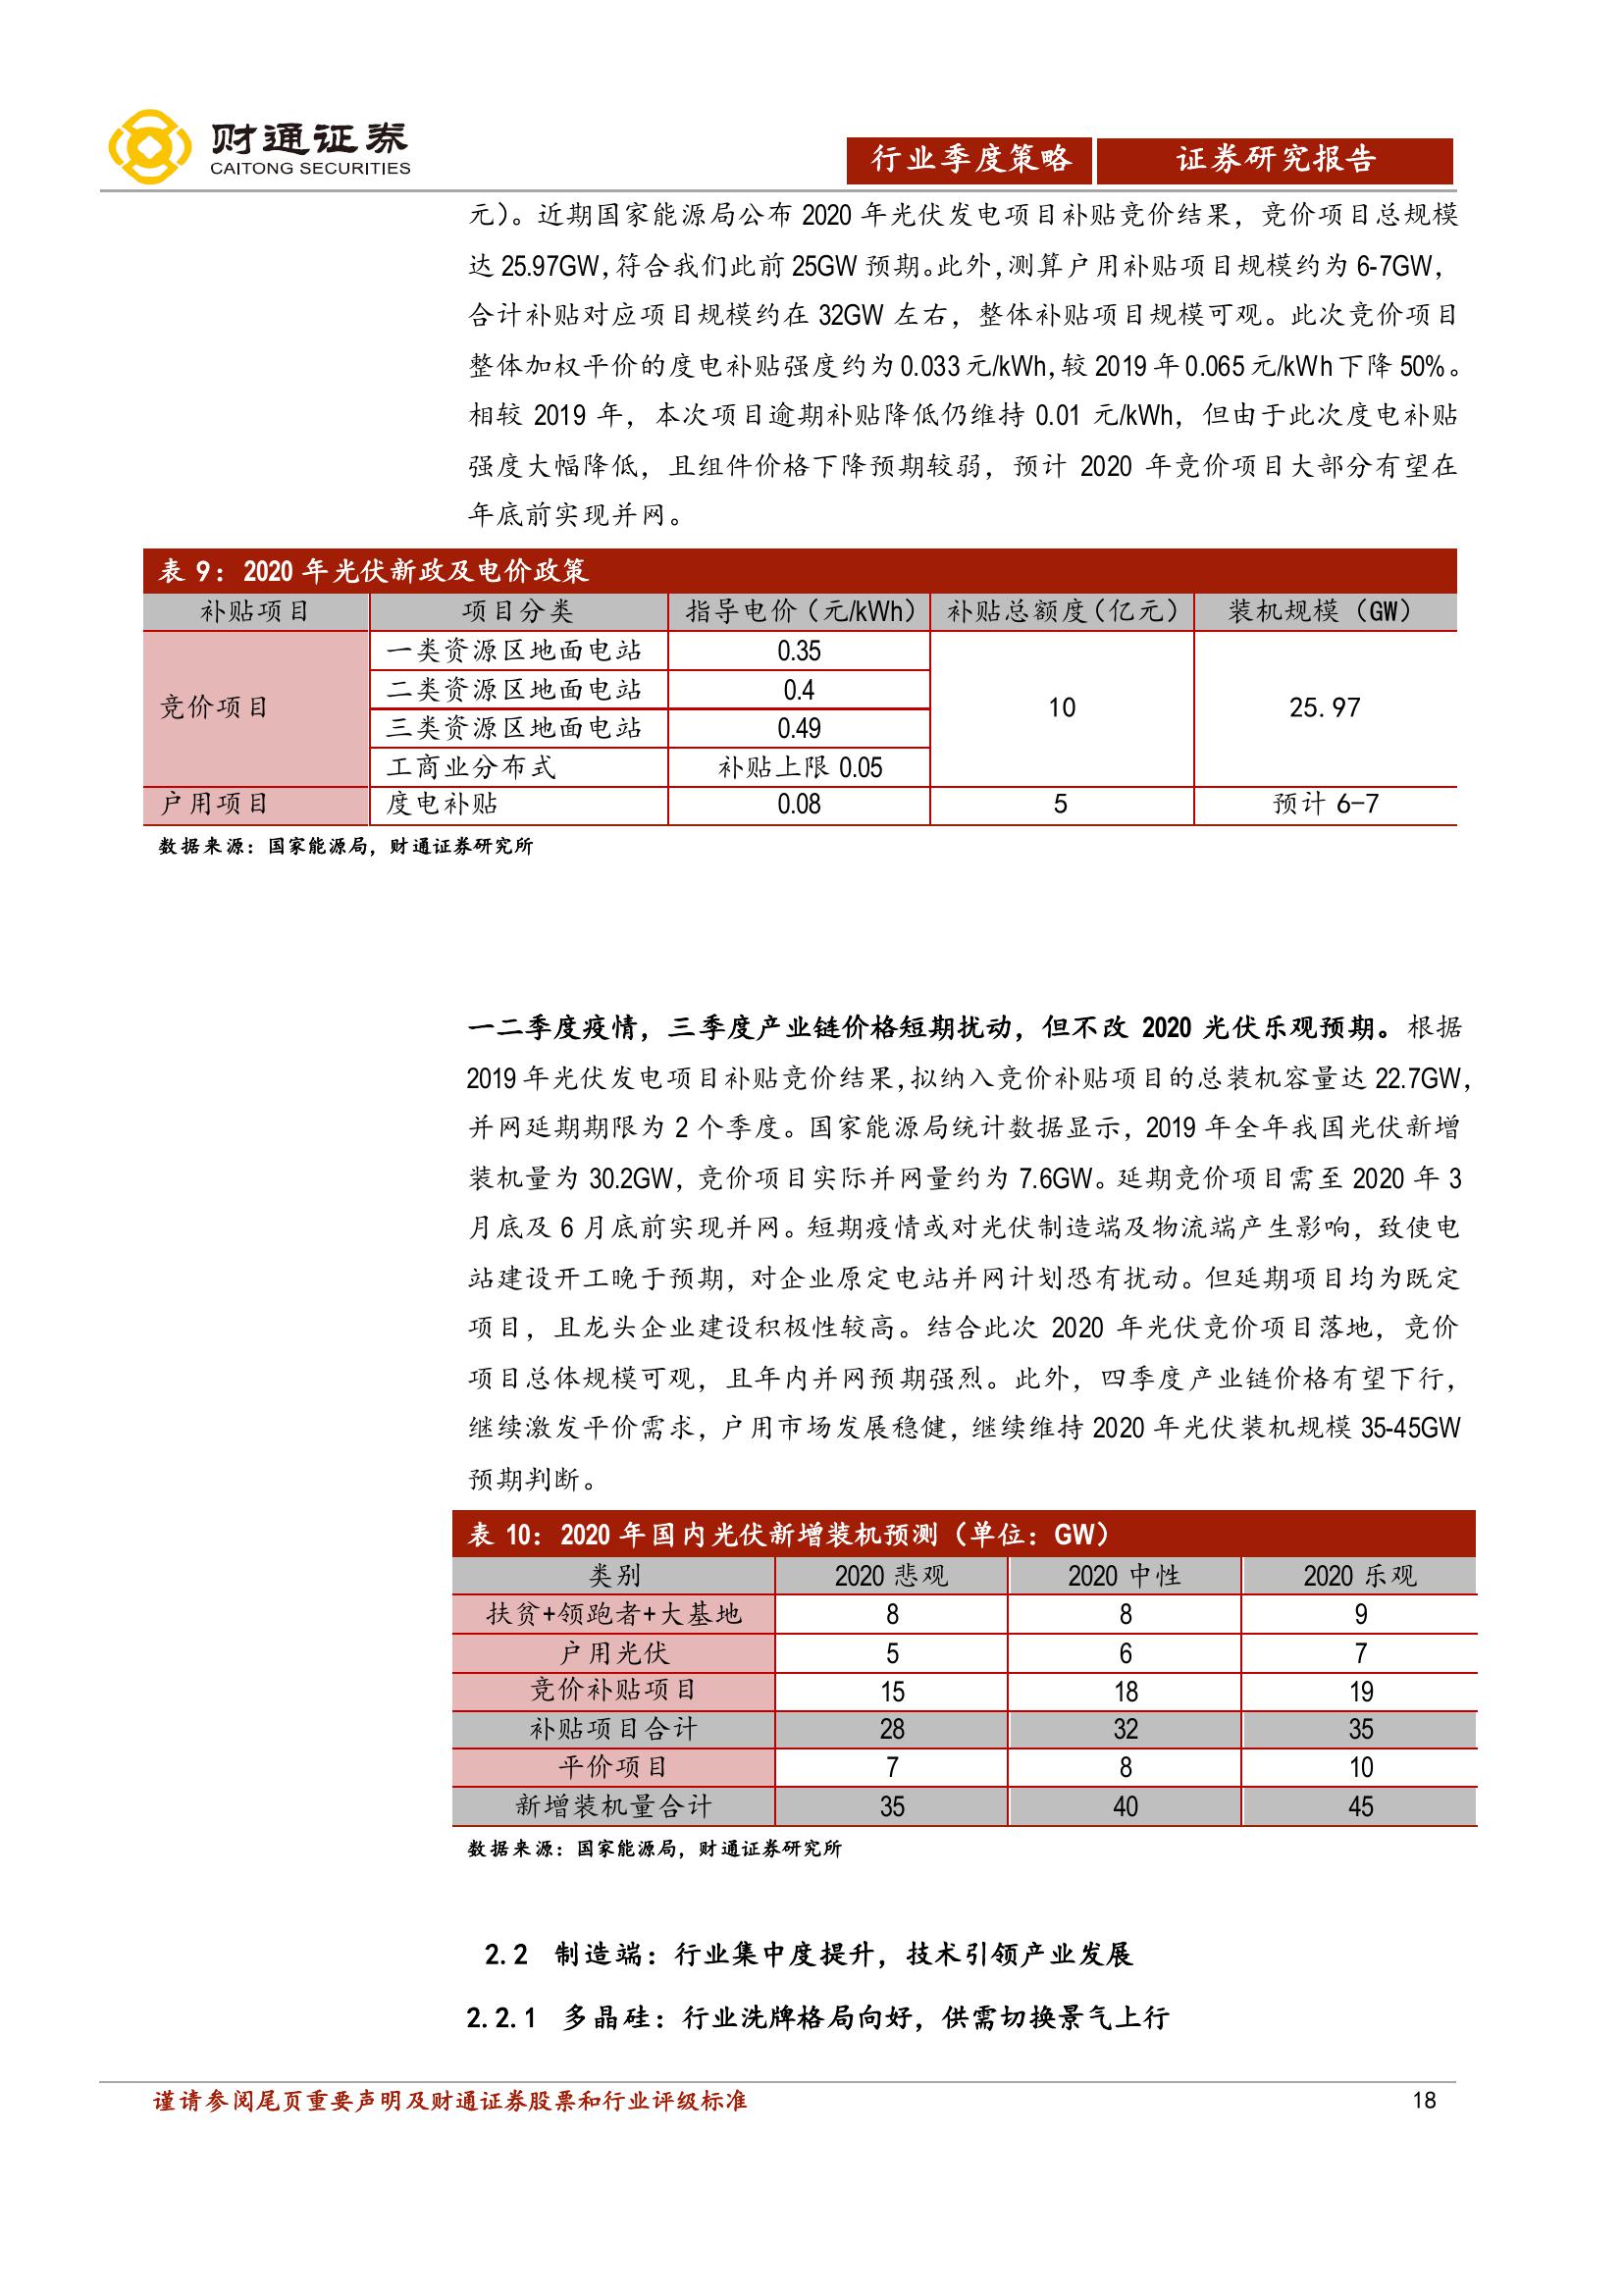 财通证券
CAITONG SECURITIES
行业季度策略 证券研究报告
元）。近期国家能源局公布 2020 年光伏发电项目补贴竞价结果，竞价项目总规模
达 25.97GW，符合我们此前 25GW 预期。此外，测算户用补贴项目规模约为 6-7GW，
合计补贴对应项目规模约在 32GW 左右，整体补贴项目规模可观。此次竞价项目
整体加权平价的度电补贴强度约为 0.033 元/kWh，较 2019 年 0.065 元/kWh 下降 50%。
相较 2019 年，本次项目逾期补贴降低仍维持 0.01 元/kWh，但由于此次度电补贴
强度大幅降低，且组件价格下降预期较弱，预计 2020 年竞价项目大部分有望在
年底前实现并网。
表 9：2020 年光伏新政及电价政策
补贴项目 项目分类 指导电价（元/kWh） 补贴总额度（亿元） 装机规模（GW）
竞价项目 一类资源区地面电站 0.35 10 25.97
二类资源区地面电站 0.4
三类资源区地面电站 0.49
工商业分布式 补贴上限 0.05
户用项目 度电补贴 0.08 5 预计 6-7
数据来源：国家能源局，财通证券研究所
一二季度疫情，三季度产业链价格短期扰动，但不改 2020 光伏乐观预期。根据
2019 年光伏发电项目补贴竞价结果，拟纳入竞价补贴项目的总装机容量达 22.7GW，
并网延期期限为 2 个季度。国家能源局统计数据显示，2019 年全年我国光伏新增
装机量为 30.2GW，竞价项目实际并网量约为 7.6GW。延期竞价项目需至 2020 年 3
月底及 6 月底前实现并网。短期疫情或对光伏制造端及物流端产生影响，致使电
站建设开工晚于预期，对企业原定电站并网计划恐有扰动。但延期项目均为既定
项目，且龙头企业建设积极性较高。结合此次 2020 年光伏竞价项目落地，竞价
项目总体规模可观，且年内并网预期强烈。此外，四季度产业链价格有望下行，
继续激发平价需求，户用市场发展稳健，继续维持 2020 年光伏装机规模 35-45GW
预期判断。
表 10：2020 年国内光伏新增装机预测（单位：GW）
类别 2020 悲观 2020 中性 2020 乐观
扶贫+领跑者+大基地 8 8 9
户用光伏 5 6 7
竞价补贴项目 15 18 19
补贴项目合计 28 32 35
平价项目 7 8 10
新增装机量合计 35 40 45
数据来源：国家能源局，财通证券研究所
2.2 制造端：行业集中度提升，技术引领产业发展
2.2.1 多晶硅：行业洗牌格局向好，供需切换景气上行
谨请参阅尾页重要声明及财通证券股票和行业评级标准 18